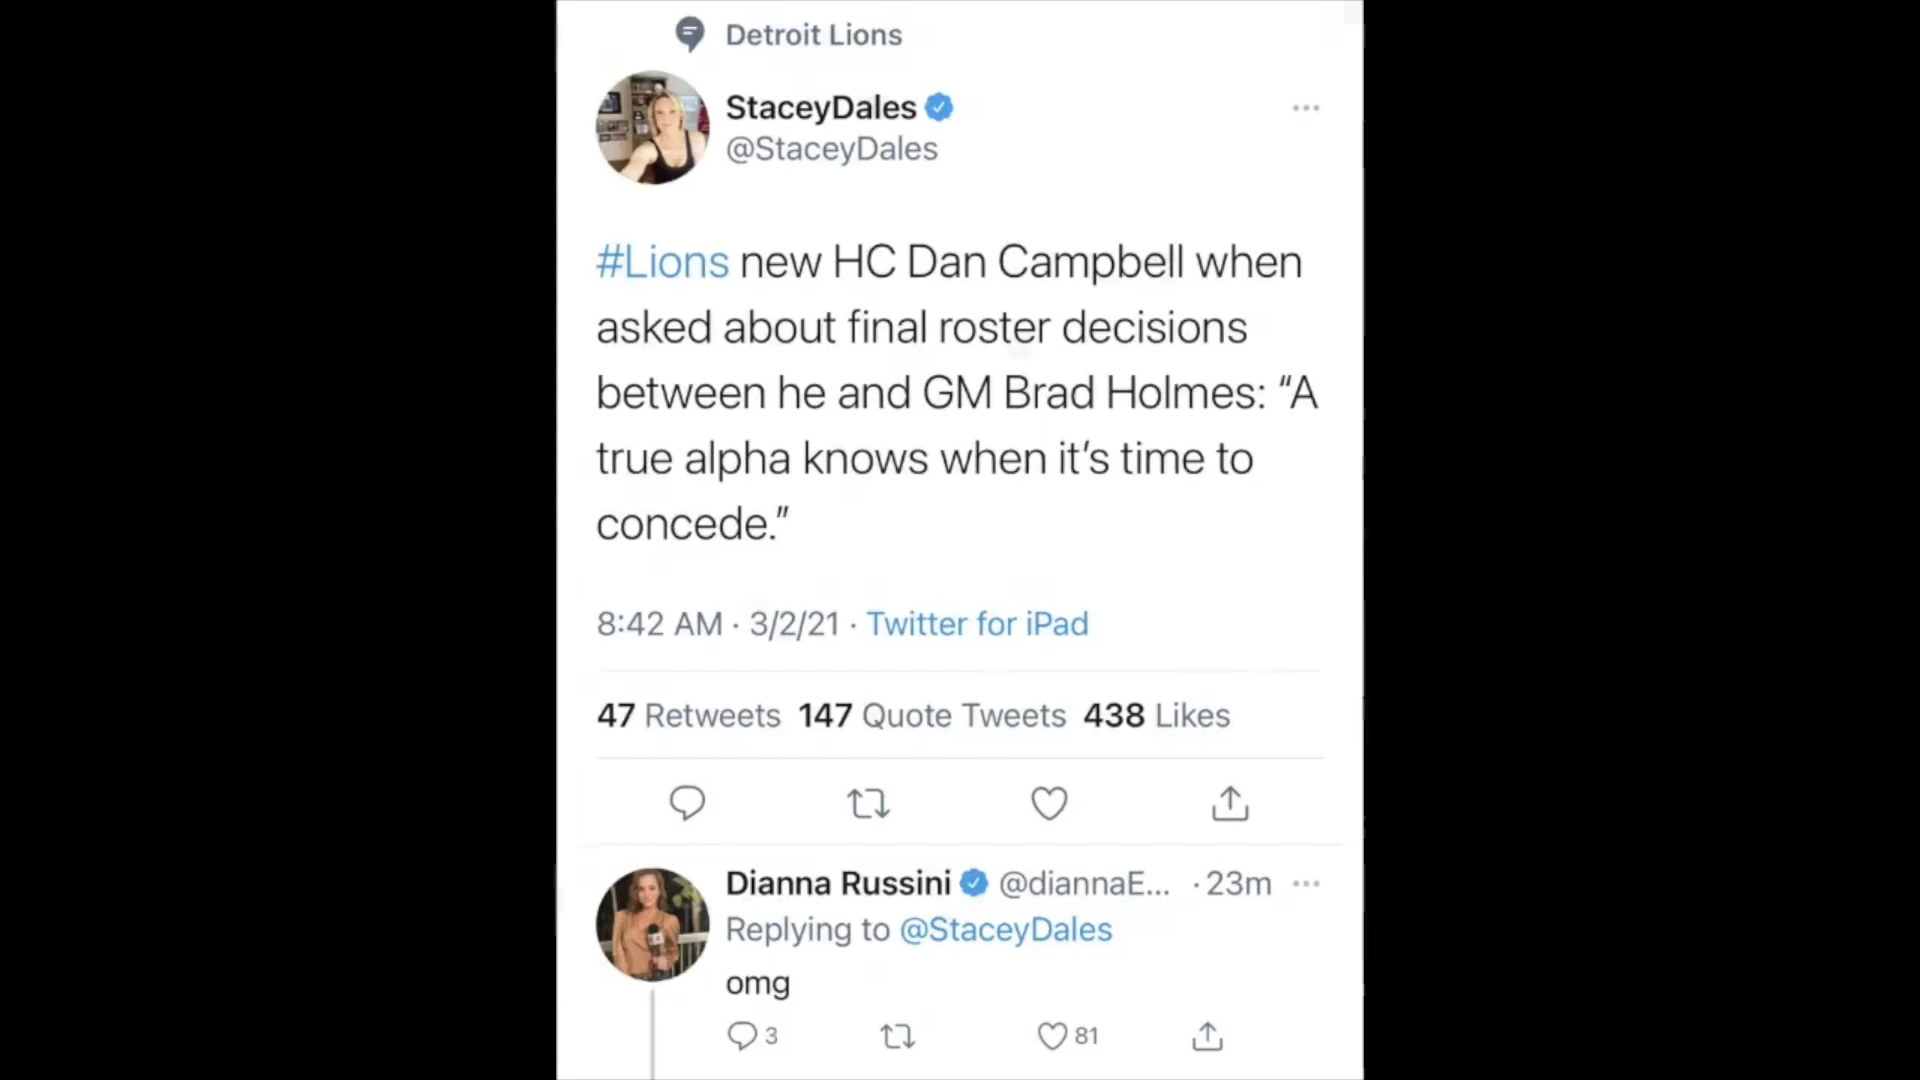 Detroit Lions
StaceyDales
@StaceyDales
#Lions new HC Dan Campbell when
asked about final roster decisions
between he and GM Brad Holmes: “A
true alpha knows when it’s time to
concede.”
8:42 AM · 3/2/21 · Twitter for iPad
47 Retweets 147 Quote Tweets 438 Likes
Dianna Russini @diannaE... · 23m
Replying to @StaceyDales
omg
3 81